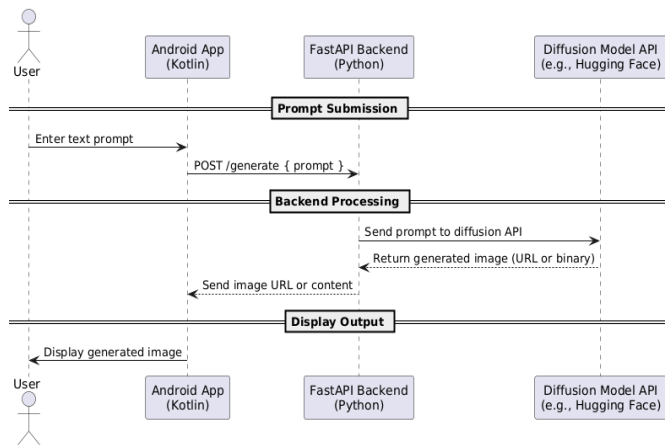 User
Android App
(Kotlin)
FastAPI Backend
(Python)
Diffusion Model API
(e.g., Hugging Face)
Prompt Submission
Enter text prompt
POST /generate { prompt }
Backend Processing
Send prompt to diffusion API
Return generated image (URL or binary)
Send image URL or content
Display Output
Display generated image
User
Android App
(Kotlin)
FastAPI Backend
(Python)
Diffusion Model API
(e.g., Hugging Face)